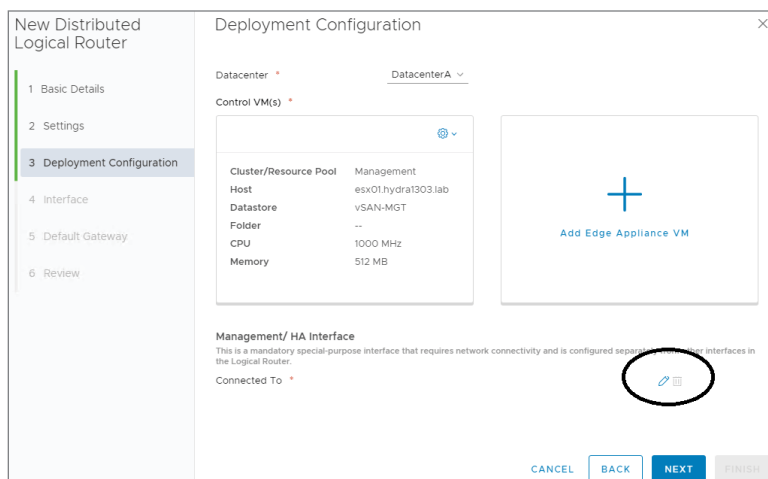 New Distributed
Logical Router
1 Basic Details
2 Settings
3 Deployment Configuration
4 Interface
5 Default Gateway
6 Review
Deployment Configuration
Datacenter * DatacenterA
Control VM(s) *
Cluster/Resource Pool Management
Host esx01.hydra1303.lab
Datastore vSAN-MGT
Folder --
CPU 1000 MHz
Memory 512 MB
Add Edge Appliance VM
Management/ HA Interface
This is a mandatory special-purpose interface that requires network connectivity and is configured separately from other interfaces in
the Logical Router.
Connected To *
CANCEL BACK NEXT FINISH